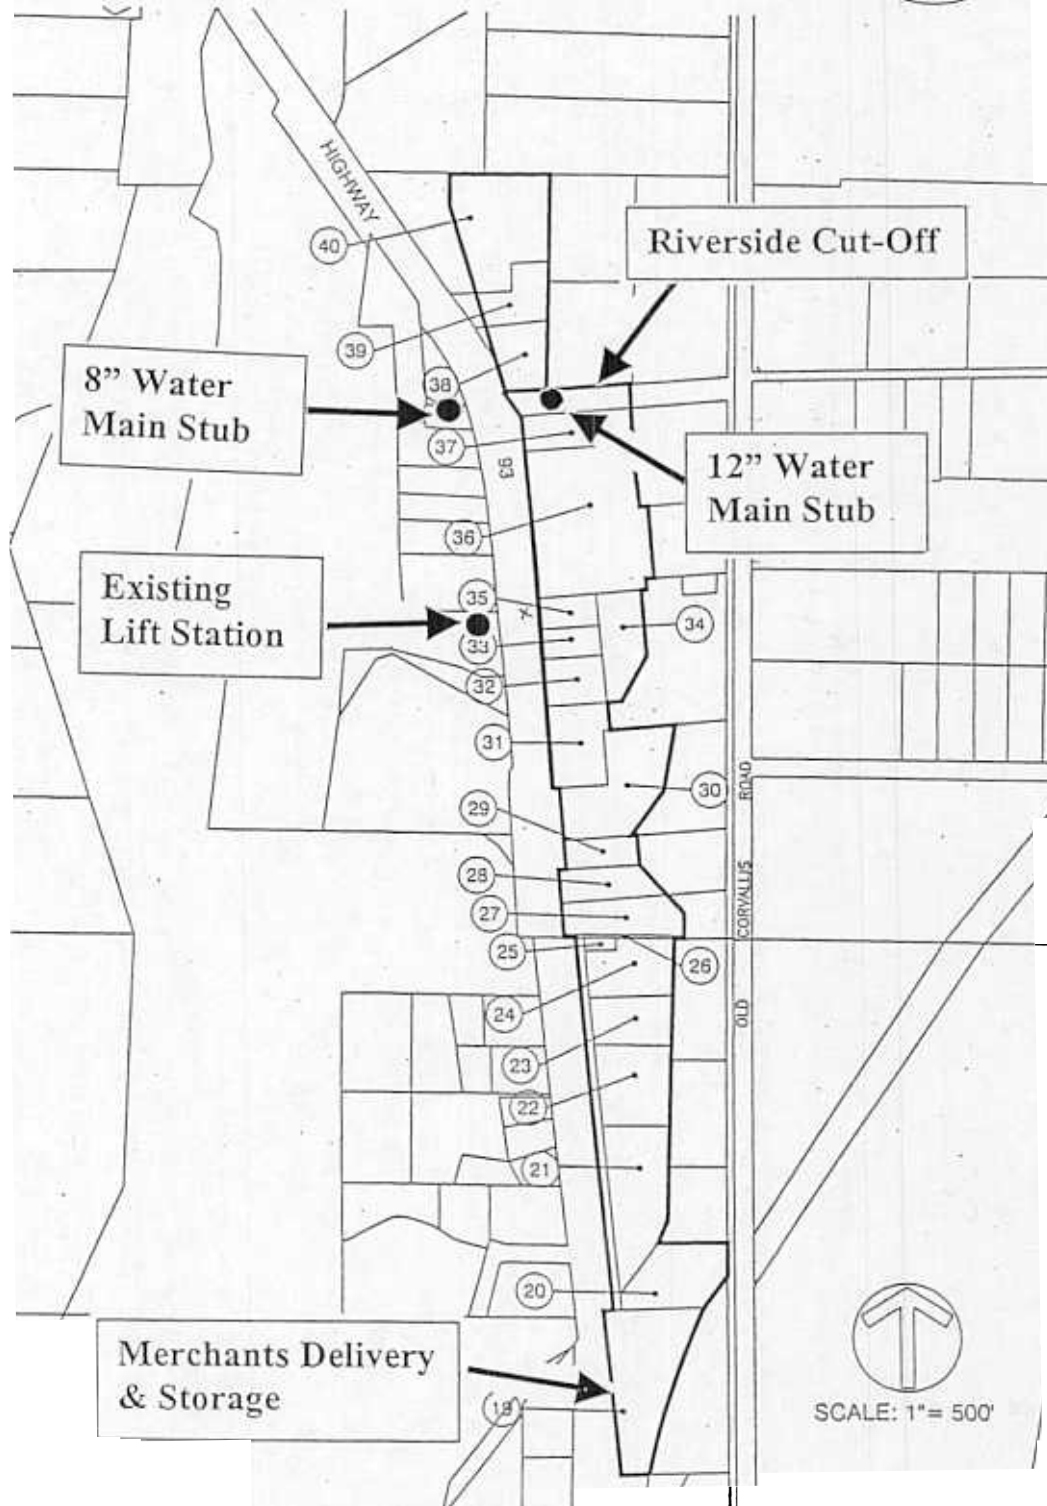 HIGHWAY
40
Riverside Cut-Off
39
8” Water
Main Stub
38
37
93
12” Water
Main Stub
36
Existing
Lift Station
35
33
34
32
31
30
29
28
27
25
26
24
23
22
21
20
OLD CORVALLIS ROAD
Merchants Delivery
& Storage
19
SCALE: 1"= 500'
X